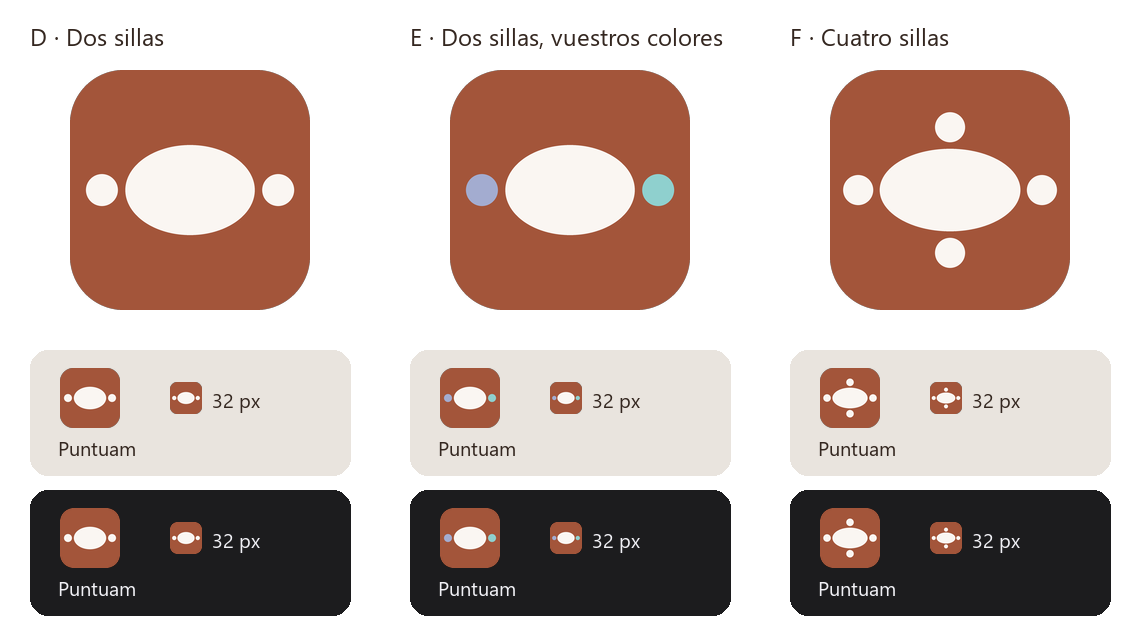 D · Dos sillas
E · Dos sillas, vuestros colores
F · Cuatro sillas
32 px
Puntuam
32 px
Puntuam
32 px
Puntuam
32 px
Puntuam
32 px
Puntuam
32 px
Puntuam